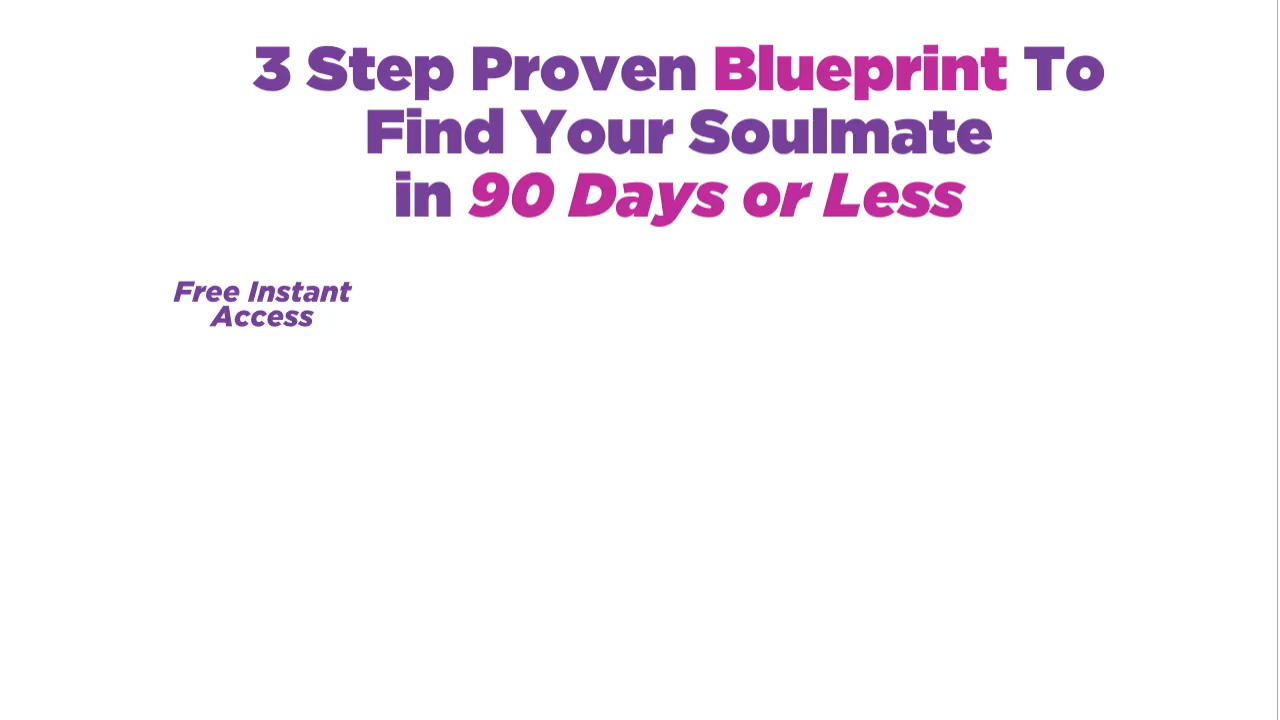 3 Step Proven Blueprint To
Find Your Soulmate
in 90 Days or Less
Free Instant
Access